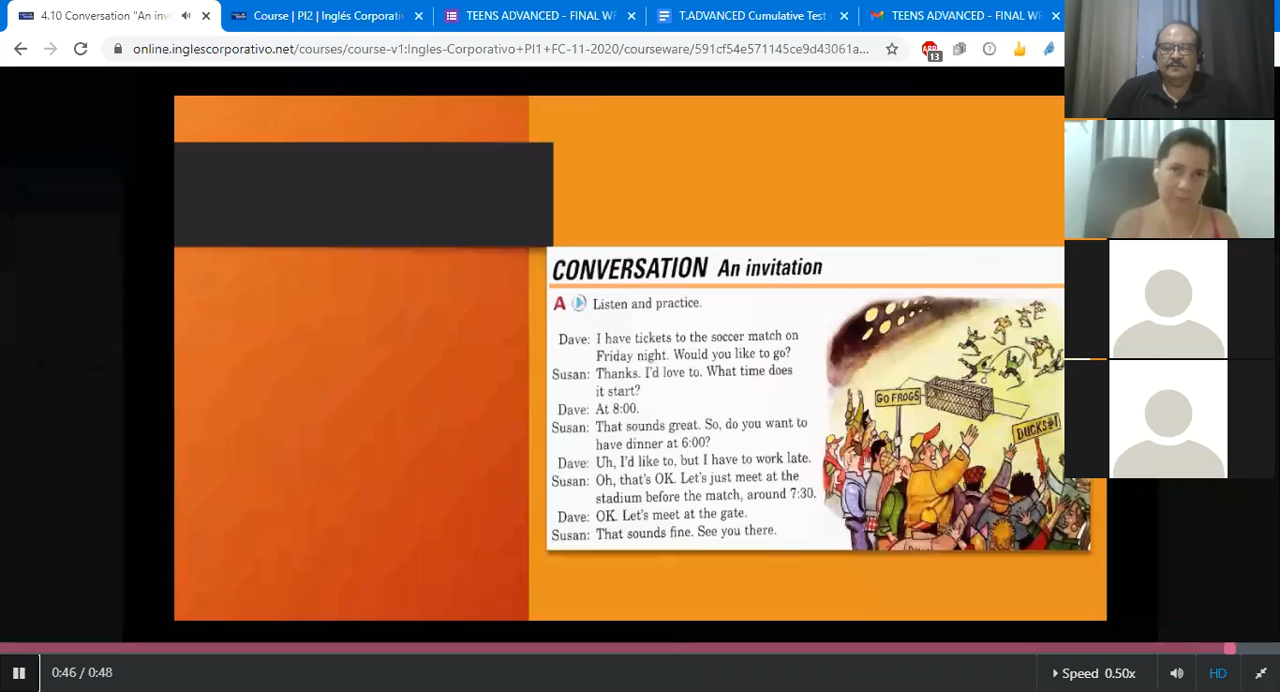 4.10 Conversation "An inv
Course | PI2 | Inglés Corporativ
TEENS ADVANCED - FINAL WR
T.ADVANCED Cumulative Test
TEENS ADVANCED - FINAL W
online.inglescorporativo.net/courses/course-v1:Ingles-Corporativo+PI1+FC-11-2020/courseware/591cf54e571145ce9d43061a...
ABP
13
CONVERSATION An invitation
A Listen and practice.
Dave: I have tickets to the soccer match on
Friday night. Would you like to go?
Susan: Thanks. I'd love to. What time does
it start?
Dave: At 8:00.
Susan: That sounds great. So, do you want to
have dinner at 6:00?
Dave: Uh, I'd like to, but I have to work late.
Susan: Oh, that's OK. Let's just meet at the
stadium before the match, around 7:30.
Dave: OK. Let's meet at the gate.
Susan: That sounds fine. See you there.
GO FROGS
DUCKS#1
0:46 / 0:48
Speed 0.50x
HD